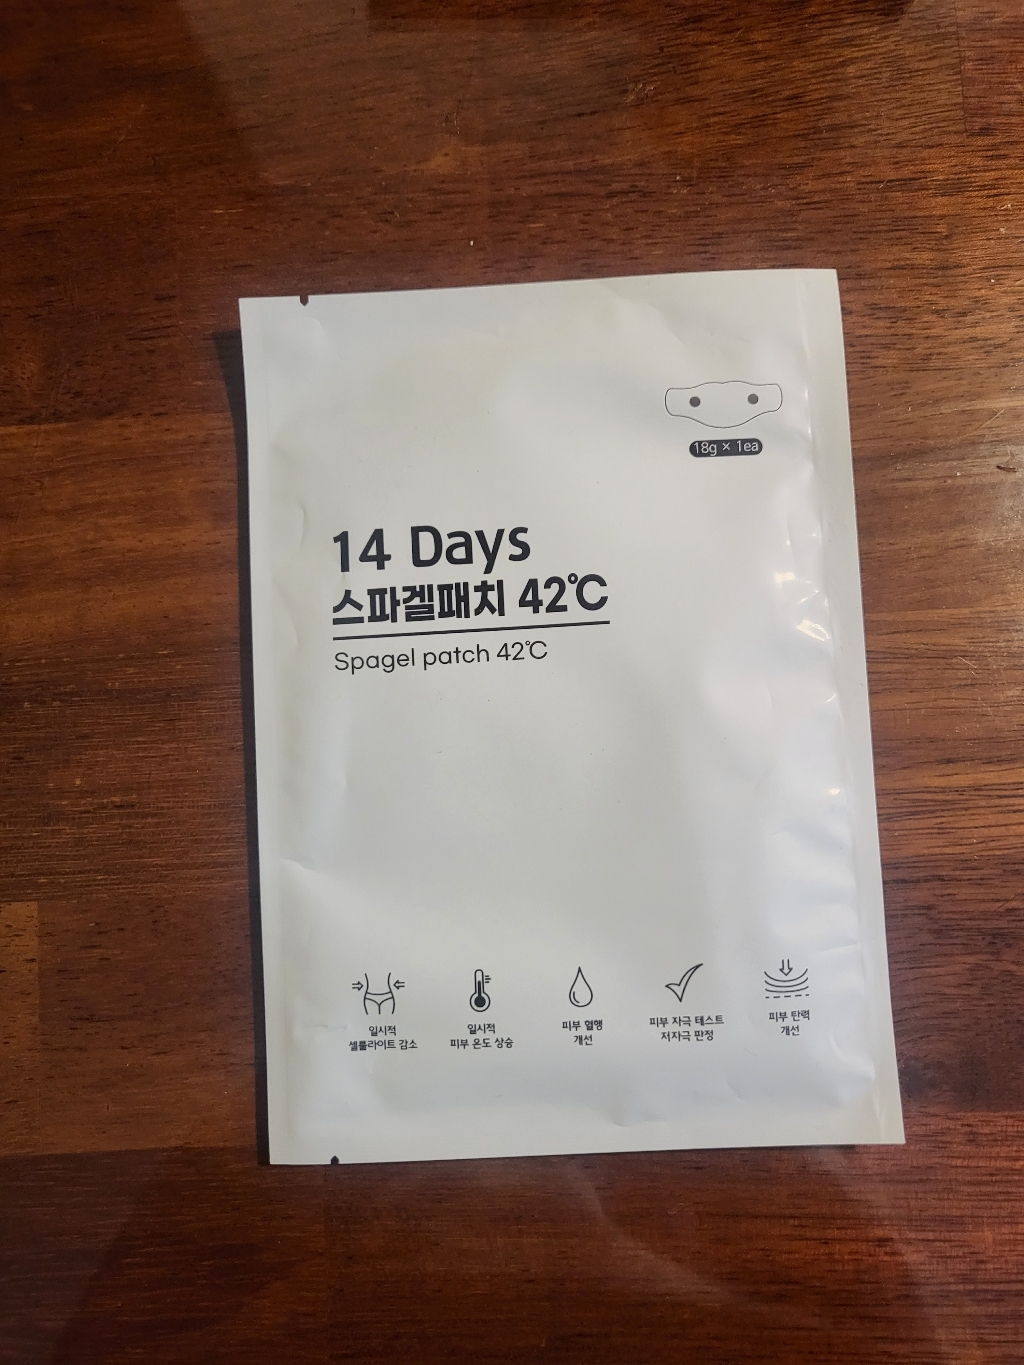 18g × 1ea
14 Days
스파겔패치 42℃
Spagel patch 42℃
일시적
셀룰라이트 감소
일시적
피부 온도 상승
피부 혈행
개선
피부 자극 테스트
저자극 판정
피부 탄력
개선